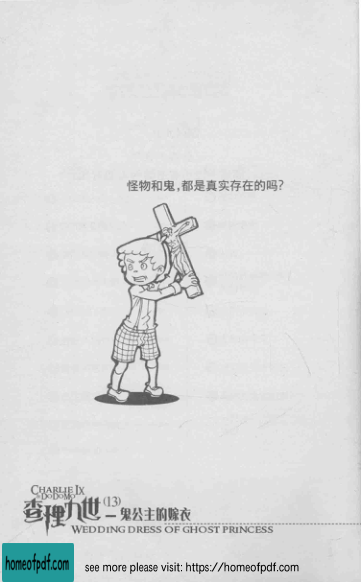 怪物和鬼,都是真实存在的吗?
CHARLIE IX
& DODOMO
查理九世(13)—鬼公主的嫁衣
WEDDING DRESS OF GHOST PRINCESS
homeofpdf.com
see more please visit: https://homeofpdf.com